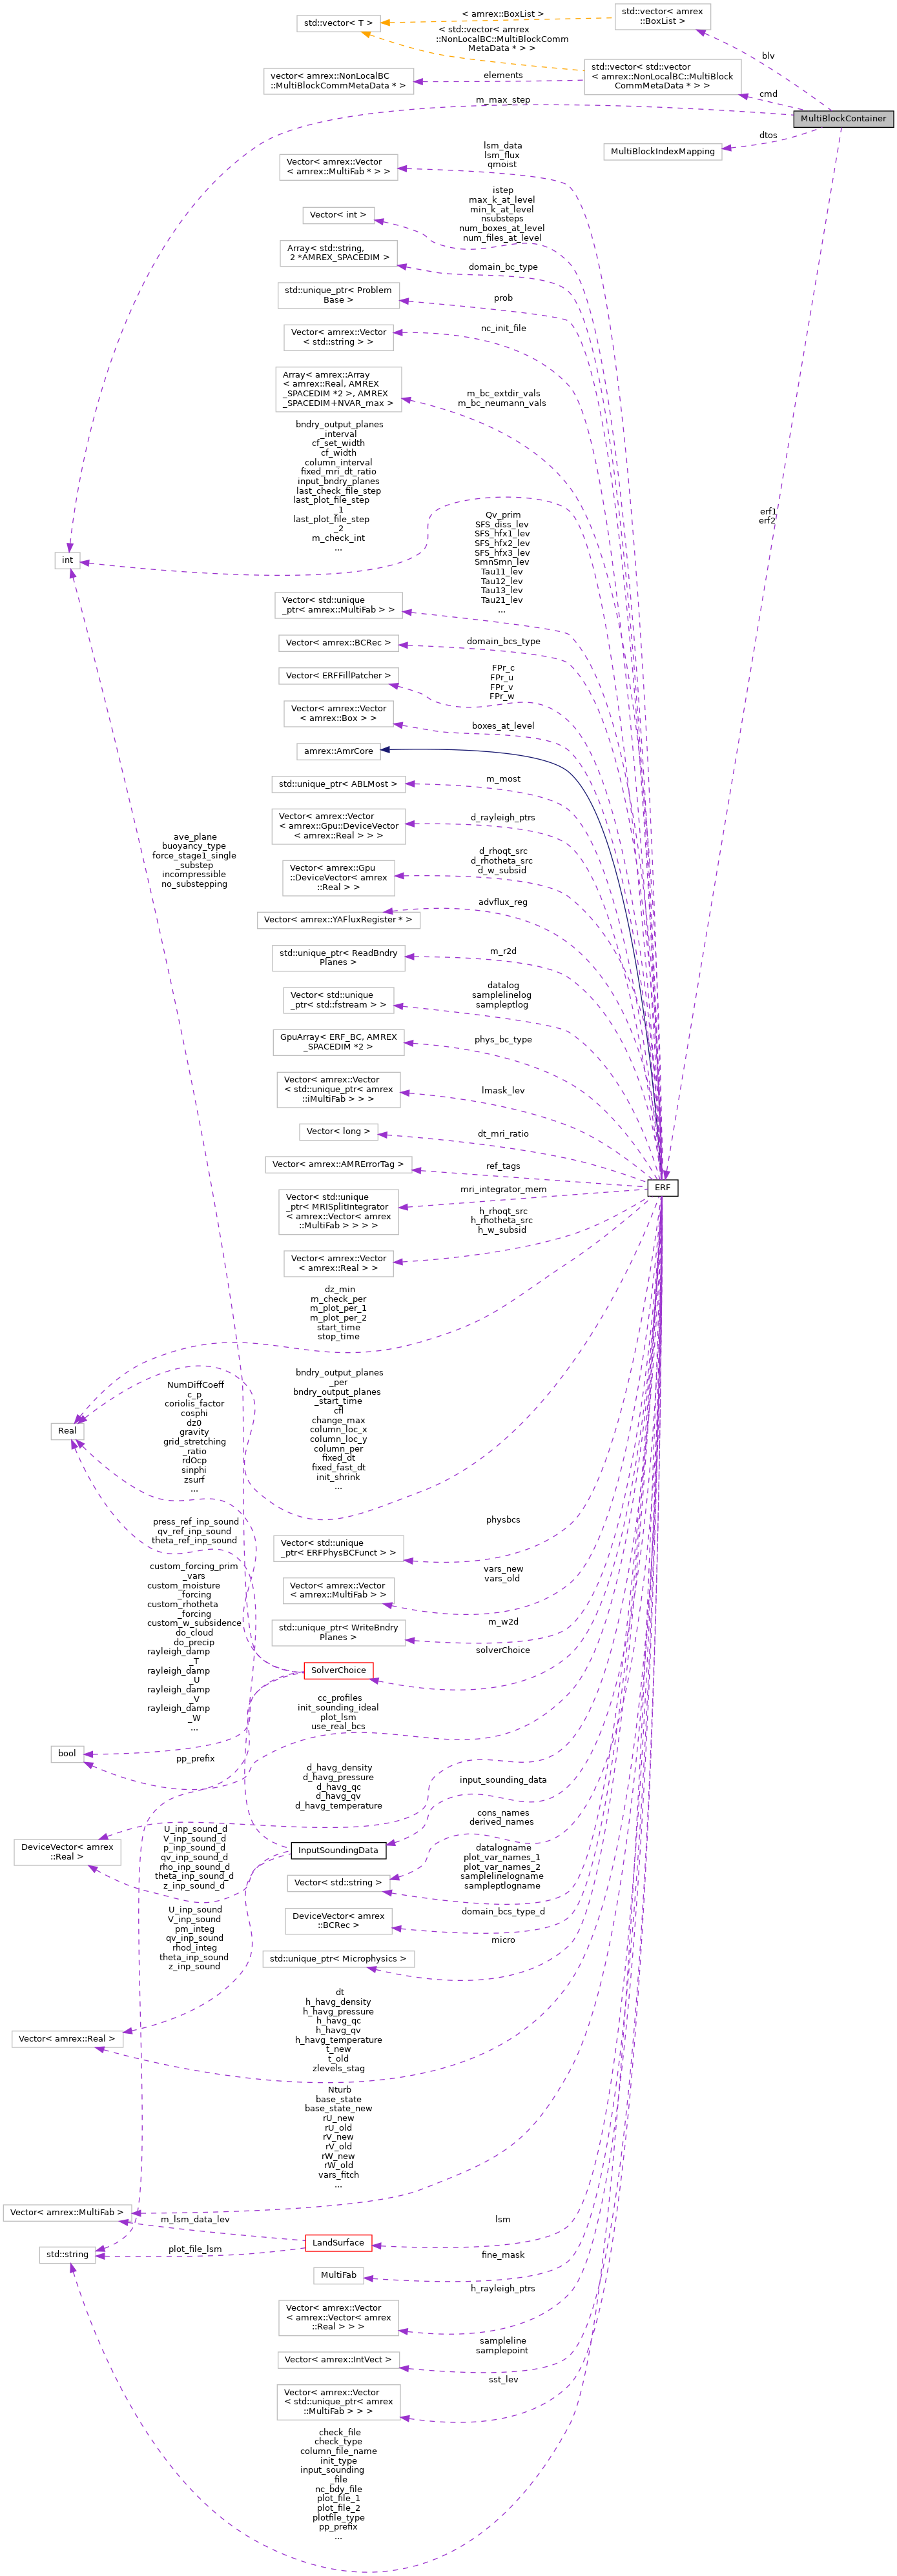 < amrex::BoxList >
std::vector< T >
std::vector< amrex
::BoxList >
< std::vector< amrex
::NonLocalBC::MultiBlockComm
MetaData * > >
blv
vector< amrex::NonLocalBC
::MultiBlockCommMetaData * >
elements
std::vector< std::vector
< amrex::NonLocalBC::MultiBlock
CommMetaData * > >
cmd
m_max_step
MultiBlockContainer
dtos
MultiBlockIndexMapping
Vector< amrex::Vector
< amrex::MultiFab * > >
lsm_data
lsm_flux
qmoist
Vector< int >
istep
max_k_at_level
min_k_at_level
nsubsteps
num_boxes_at_level
num_files_at_level
Array< std::string,
2 *AMREX_SPACEDIM >
domain_bc_type
std::unique_ptr< Problem
Base >
prob
Vector< amrex::Vector
< std::string > >
nc_init_file
Array< amrex::Array
< amrex::Real, AMREX
_SPACEDIM *2 >, AMREX
_SPACEDIM+NVAR_max >
m_bc_extdir_vals
m_bc_neumann_vals
bndry_output_planes
_interval
cf_set_width
cf_width
column_interval
fixed_mri_dt_ratio
input_bndry_planes
last_check_file_step
last_plot_file_step
_1
last_plot_file_step
_2
m_check_int
...
erf1
erf2
int
Qv_prim
SFS_diss_lev
SFS_hfx1_lev
SFS_hfx2_lev
SFS_hfx3_lev
SmnSmn_lev
Tau11_lev
Tau12_lev
Tau13_lev
Tau21_lev
...
Vector< std::unique
_ptr< amrex::MultiFab > >
Vector< amrex::BCRec >
domain_bcs_type
Vector< ERFFillPatcher >
FPr_c
FPr_u
FPr_v
FPr_w
Vector< amrex::Vector
< amrex::Box > >
boxes_at_level
amrex::AmrCore
std::unique_ptr< ABLMost >
m_most
Vector< amrex::Vector
< amrex::Gpu::DeviceVector
< amrex::Real > > >
d_rayleigh_ptrs
ave_plane
buoyancy_type
force_stage1_single
_substep
incompressible
no_substepping
Vector< amrex::Gpu
::DeviceVector< amrex
::Real > >
d_rhoqt_src
d_rhotheta_src
d_w_subsid
Vector< amrex::YAFluxRegister * >
advflux_reg
std::unique_ptr< ReadBndry
Planes >
m_r2d
Vector< std::unique
_ptr< std::fstream > >
datalog
samplelinelog
sampleptlog
GpuArray< ERF_BC, AMREX
_SPACEDIM *2 >
phys_bc_type
Vector< amrex::Vector
< std::unique_ptr< amrex
::iMultiFab > > >
lmask_lev
Vector< long >
dt_mri_ratio
Vector< amrex::AMRErrorTag >
ref_tags
ERF
Vector< std::unique
_ptr< MRISplitIntegrator
< amrex::Vector< amrex
::MultiFab > > > >
mri_integrator_mem
h_rhoqt_src
h_rhotheta_src
h_w_subsid
Vector< amrex::Vector
< amrex::Real > >
dz_min
m_check_per
m_plot_per_1
m_plot_per_2
start_time
stop_time
bndry_output_planes
_per
bndry_output_planes
_start_time
cfl
change_max
column_loc_x
column_loc_y
column_per
fixed_dt
fixed_fast_dt
init_shrink
...
NumDiffCoeff
c_p
coriolis_factor
cosphi
dz0
gravity
grid_stretching
_ratio
rdOcp
sinphi
zsurf
...
Real
press_ref_inp_sound
qv_ref_inp_sound
theta_ref_inp_sound
physbcs
Vector< std::unique
_ptr< ERFPhysBCFunct > >
custom_forcing_prim
_vars
custom_moisture
_forcing
custom_rhotheta
_forcing
custom_w_subsidence
do_cloud
do_precip
rayleigh_damp
_T
rayleigh_damp
_U
rayleigh_damp
_V
rayleigh_damp
_W
...
Vector< amrex::Vector
< amrex::MultiFab > >
vars_new
vars_old
std::unique_ptr< WriteBndry
Planes >
m_w2d
solverChoice
SolverChoice
cc_profiles
init_sounding_ideal
plot_lsm
use_real_bcs
bool
pp_prefix
d_havg_density
d_havg_pressure
d_havg_qc
d_havg_qv
d_havg_temperature
input_sounding_data
cons_names
derived_names
DeviceVector< amrex
::Real >
U_inp_sound_d
V_inp_sound_d
p_inp_sound_d
qv_inp_sound_d
rho_inp_sound_d
theta_inp_sound_d
z_inp_sound_d
InputSoundingData
datalogname
plot_var_names_1
plot_var_names_2
samplelinelogname
sampleptlogname
Vector< std::string >
U_inp_sound
V_inp_sound
pm_integ
qv_inp_sound
rhod_integ
theta_inp_sound
z_inp_sound
DeviceVector< amrex
::BCRec >
domain_bcs_type_d
micro
std::unique_ptr< Microphysics >
dt
h_havg_density
h_havg_pressure
h_havg_qc
h_havg_qv
h_havg_temperature
t_new
t_old
zlevels_stag
Vector< amrex::Real >
Nturb
base_state
base_state_new
rU_new
rU_old
rV_new
rV_old
rW_new
rW_old
vars_fitch
...
Vector< amrex::MultiFab >
m_lsm_data_lev
lsm
LandSurface
std::string
plot_file_lsm
fine_mask
MultiFab
h_rayleigh_ptrs
Vector< amrex::Vector
< amrex::Vector< amrex
::Real > > >
sampleline
samplepoint
Vector< amrex::IntVect >
sst_lev
Vector< amrex::Vector
< std::unique_ptr< amrex
::MultiFab > > >
check_file
check_type
column_file_name
init_type
input_sounding
_file
nc_bdy_file
plot_file_1
plot_file_2
plotfile_type
pp_prefix
...